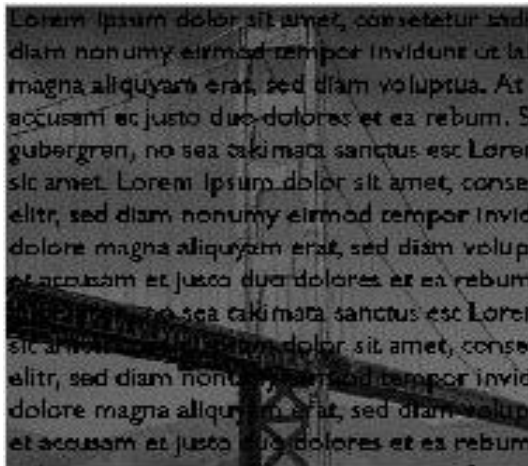 Lorem ipsum dolor sit amet, consetetur sadi
diam nonumy eirmod tempor invidunt ut la
magna aliquyam erat, sed diam voluptua. At
accusam et justo duo dolores et ea rebum. S
gubergren, no sea takimata sanctus est Lorem
sit amet. Lorem ipsum dolor sit amet, conse
elitr, sed diam nonumy eirmod tempor invid
dolore magna aliquyam erat, sed diam volup
et accusam et justo duo dolores et ea rebum
no sea takimata sanctus est Lorem
sit dolor sit amet, conse
elitr, sed diam tempor invid
dolore magna aliquyam erat, sed diam volup
et accusam et justo duo dolores et ea rebum